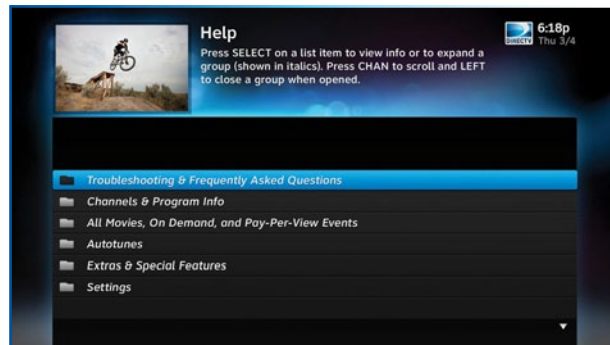 Help
Press SELECT on a list item to view info or to expand a
group (shown in italics). Press CHAN to scroll and LEFT
to close a group when opened.
DIRECTV
6:18p
Thu 3/4
Troubleshooting & Frequently Asked Questions
Channels & Program Info
All Movies, On Demand, and Pay-Per-View Events
Autotunes
Extras & Special Features
Settings